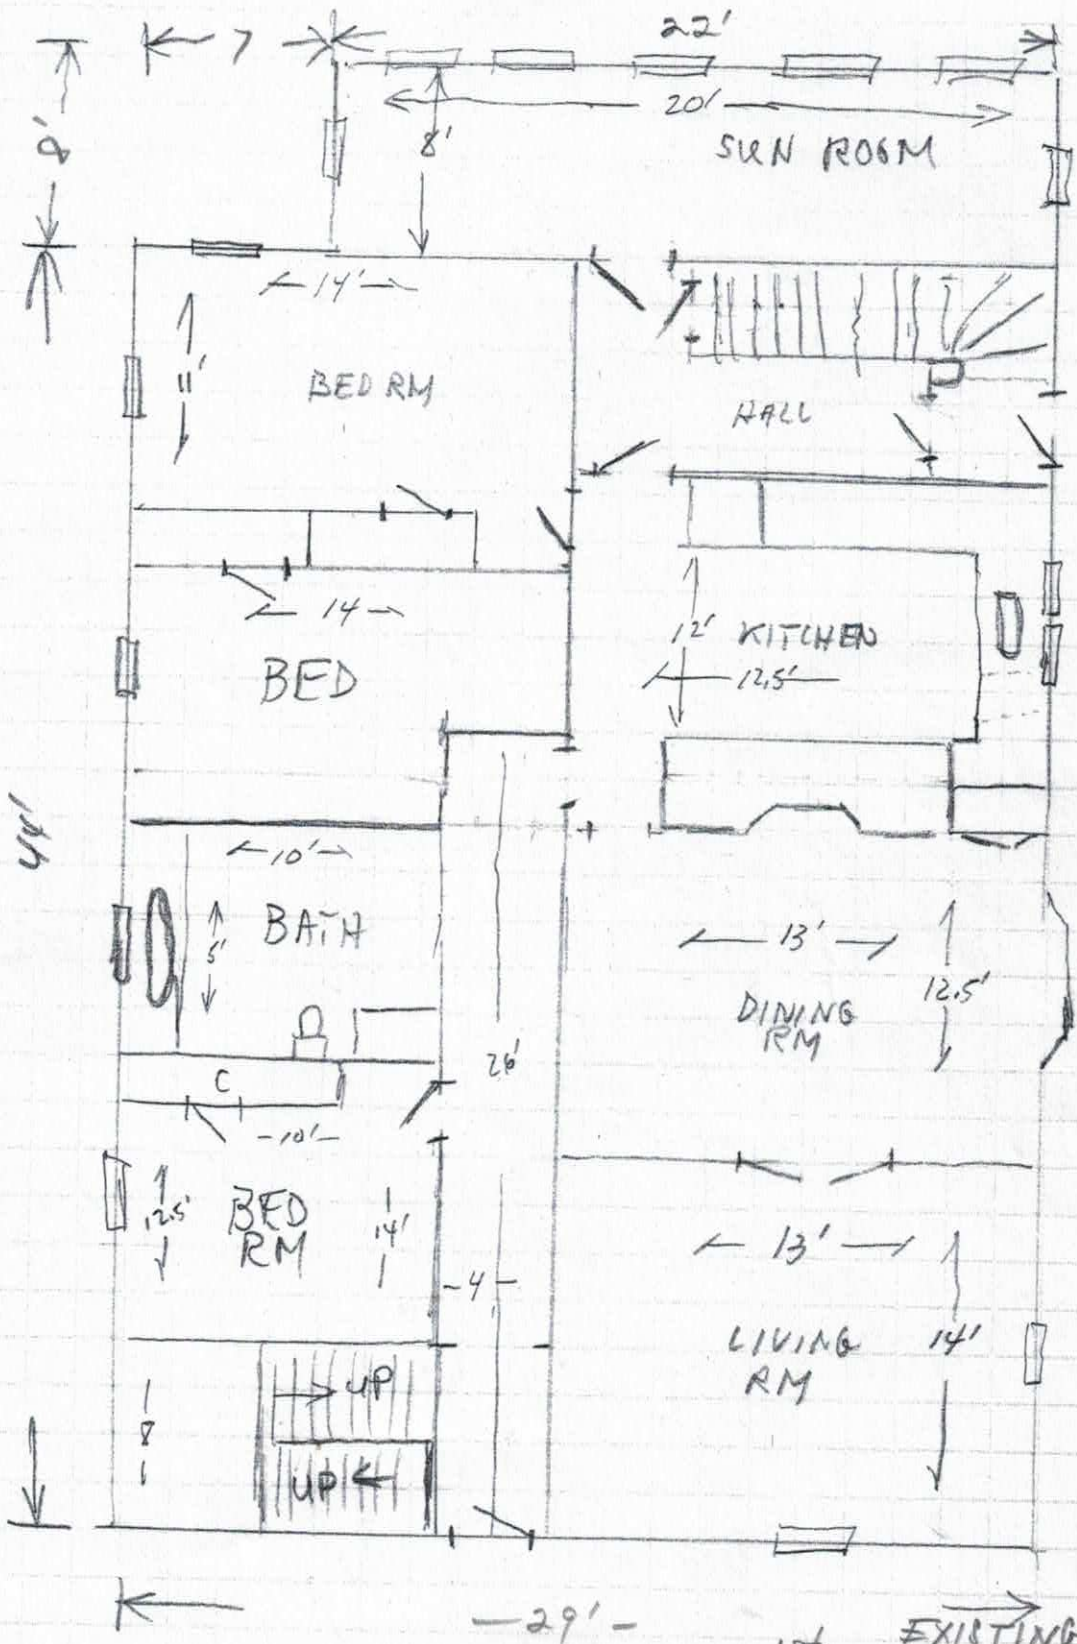 7
22'
8'
20'
8'
SUN ROOM
14'
11'
BED RM
HALL
14
12'
KITCHEN
12.5'
BED
44'
10'
BATH
5'
13'
12.5'
DINING
RM
26'
C
10'
12.5'
BED
RM
14'
4
13'
LIVING
RM
14'
UP
8
UP
29'
EXISTING